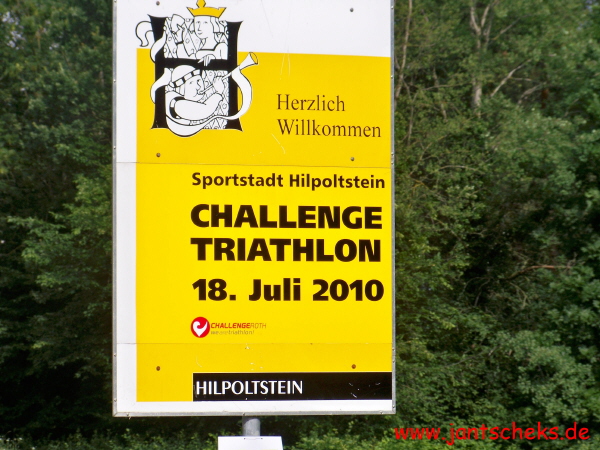 Herzlich
Willkommen
Sportstadt Hilpoltstein
CHALLENGE
TRIATHLON
18. Juli 2010
CHALLENGEROTH
HILPOLTSTEIN
www.jantscheks.de